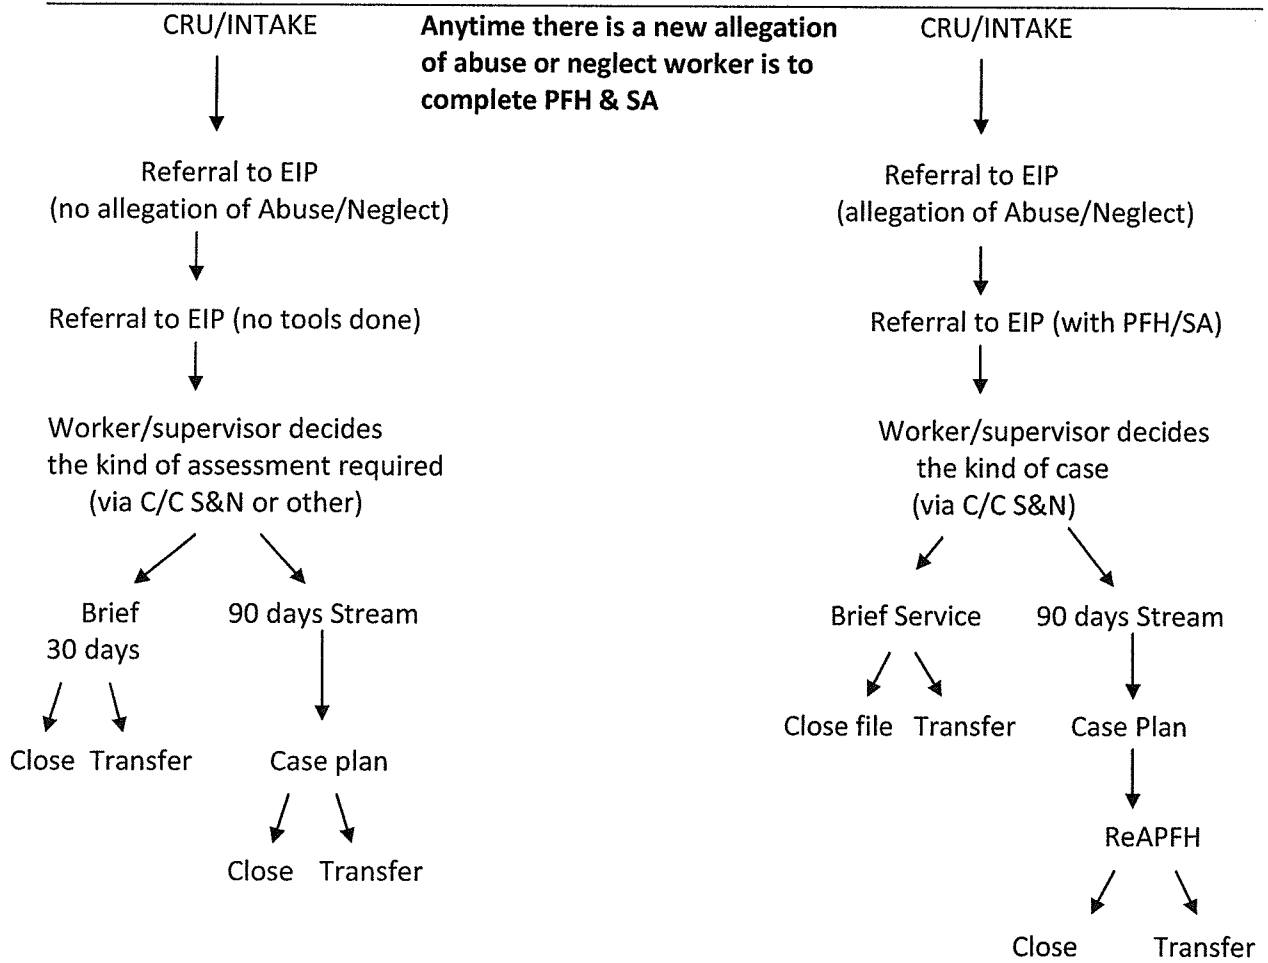 CRU/INTAKE
Anytime there is a new allegation
of abuse or neglect worker is to
complete PFH & SA
CRU/INTAKE
Referral to EIP
(no allegation of Abuse/Neglect)
Referral to EIP (no tools done)
Worker/supervisor decides
the kind of assessment required
(via C/C S&N or other)
Brief
30 days
90 days Stream
Close Transfer
Case plan
Close Transfer
Referral to EIP
(allegation of Abuse/Neglect)
Referral to EIP (with PFH/SA)
Worker/supervisor decides
the kind of case
(via C/C S&N)
Brief Service
90 days Stream
Close file Transfer
Case Plan
ReAPFH
Close Transfer